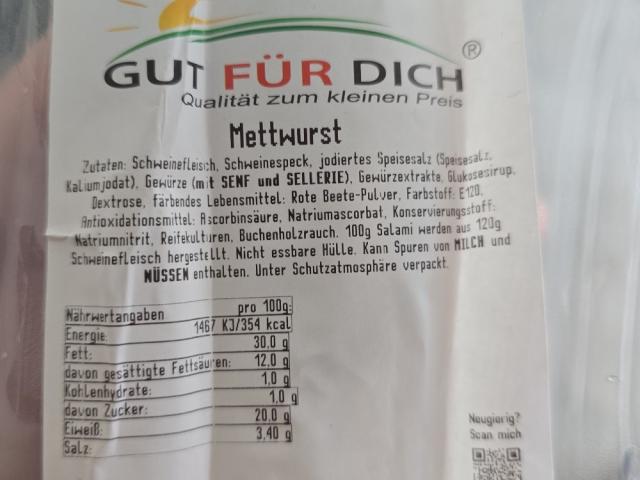 GUT FÜR DICH ®
Qualität zum kleinen Preis
Mettwurst
Zutaten: Schweinefleisch, Schweinespeck, jodiertes Speisesalz (Speisesalz,
Kaliumjodat), Gewürze (mit SENF und SELLERIE), Gewürzextrakte, Glukosesirup,
Dextrose, färbendes Lebensmittel: Rote Beete-Pulver, Farbstoff: E120,
Antioxidationsmittel: Ascorbinsäure, Natriumascorbat, Konservierungsstoff:
Natriumnitrit, Reifekulturen, Buchenholzrauch. 100g Salami werden aus 120g
Schweinefleisch hergestellt. Nicht essbare Hülle. Kann Spuren von MILCH und
NÜSSEN enthalten. Unter Schutzatmosphäre verpackt.
Nährwertangaben pro 100g:
Energie: 1467 KJ/354 kcal
Fett: 30,0 g
davon gesättigte Fettsäuren: 12,0 g
Kohlenhydrate: 1,0 g
davon Zucker: 1,0 g
Eiweiß: 20,0 g
Salz: 3,40 g
Neugierig?
Scan mich